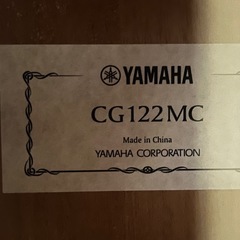 YAMAHA
CG122MC
Made in China
YAMAHA CORPORATION